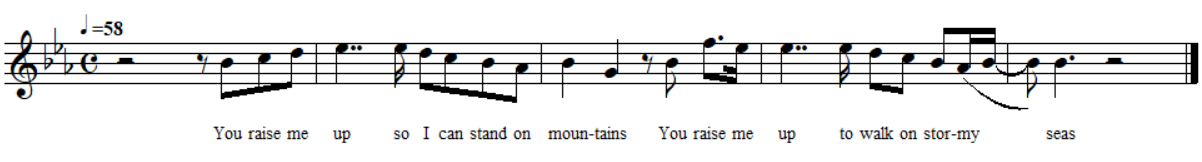 ♩=58
You raise me up so I can stand on moun-tains You raise me up to walk on stor-my seas